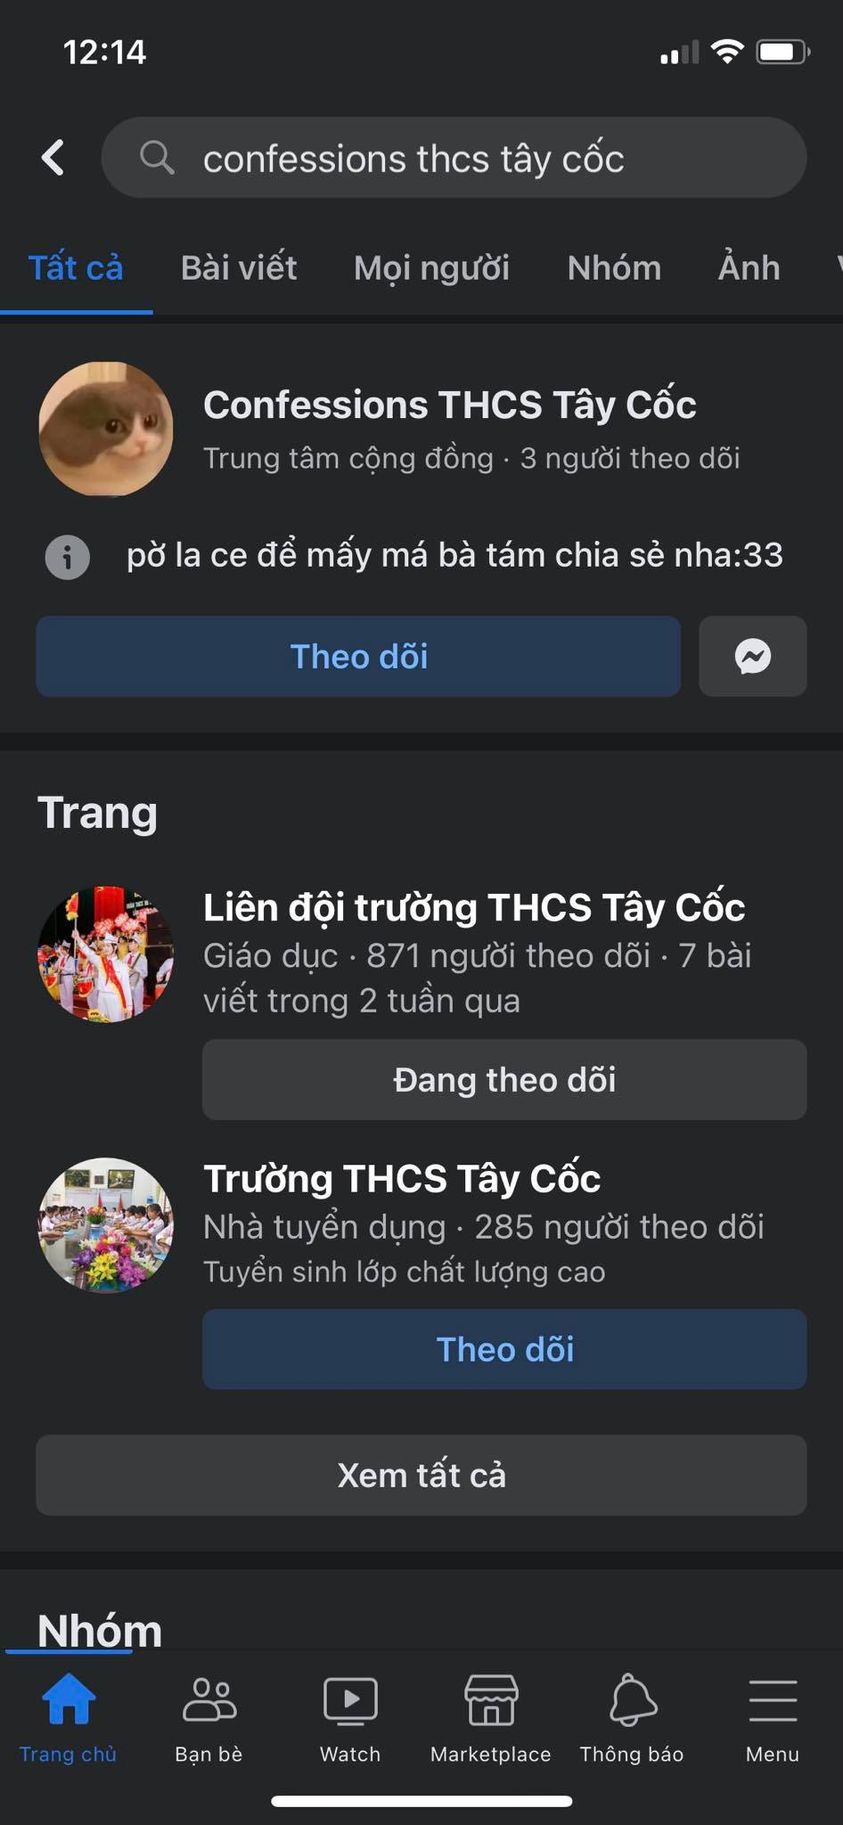 12:14
confessions thcs tây cốc
Tất cả Bài viết Mọi người Nhóm Ảnh
Confessions THCS Tây Cốc
Trung tâm cộng đồng · 3 người theo dõi
pờ la ce để mấy má bà tám chia sẻ nha:33
Theo dõi
Trang
Liên đội trường THCS Tây Cốc
Giáo dục · 871 người theo dõi · 7 bài
viết trong 2 tuần qua
Đang theo dõi
Trường THCS Tây Cốc
Nhà tuyển dụng · 285 người theo dõi
Tuyển sinh lớp chất lượng cao
Theo dõi
Xem tất cả
Nhóm
Trang chủ Bạn bè Watch Marketplace Thông báo Menu